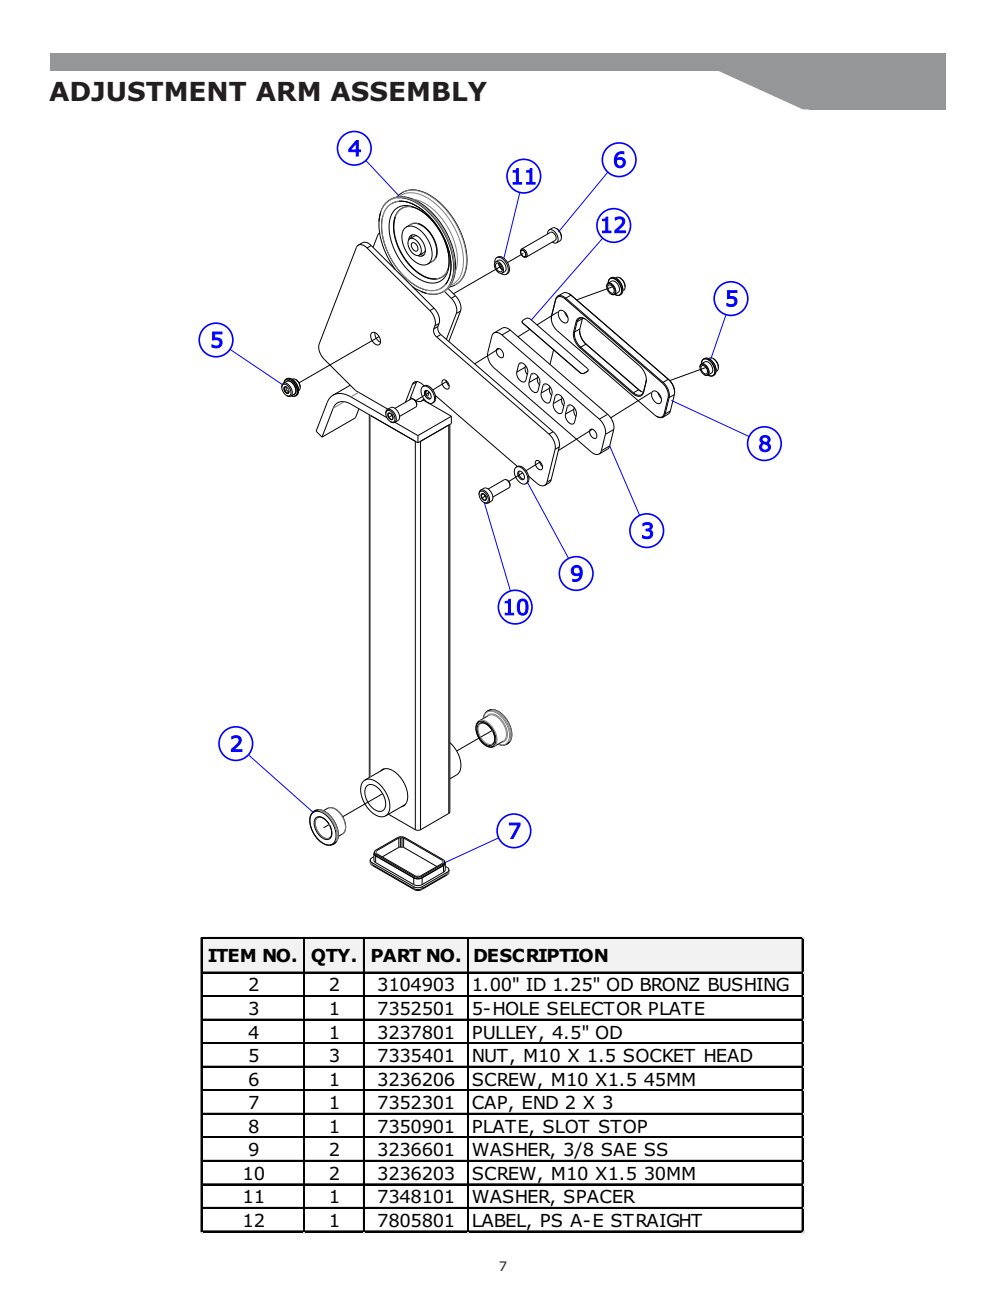 ADJUSTMENT ARM ASSEMBLY
4
11
6
12
5
5
8
3
9
10
2
7
ITEM NO. QTY. PART NO. DESCRIPTION
2 2 3104903 1.00" ID 1.25" OD BRONZ BUSHING
3 1 7352501 5-HOLE SELECTOR PLATE
4 1 3237801 PULLEY, 4.5" OD
5 3 7335401 NUT, M10 X 1.5 SOCKET HEAD
6 1 3236206 SCREW, M10 X1.5 45MM
7 1 7352301 CAP, END 2 X 3
8 1 7350901 PLATE, SLOT STOP
9 2 3236601 WASHER, 3/8 SAE SS
10 2 3236203 SCREW, M10 X1.5 30MM
11 1 7348101 WASHER, SPACER
12 1 7805801 LABEL, PS A-E STRAIGHT
7